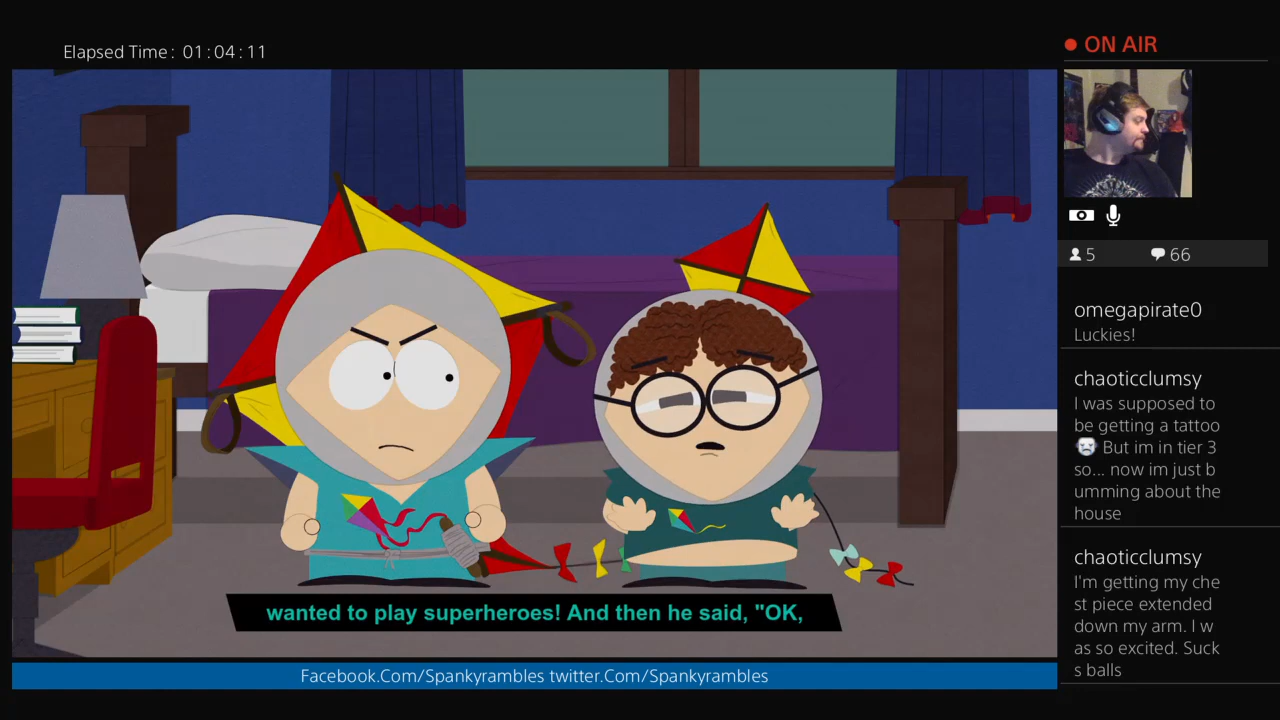 Elapsed Time: 01:04:11
ON AIR
5
66
omegapirate0
Luckies!
chaoticclumsy
I was supposed to
be getting a tattoo
But im in tier 3
so... now im just b
umming about the
house
chaoticclumsy
I'm getting my che
st piece extended
down my arm. I w
as so excited. Suck
s balls
wanted to play superheroes! And then he said, "OK,
Facebook.Com/Spankyrambles twitter.Com/Spankyrambles